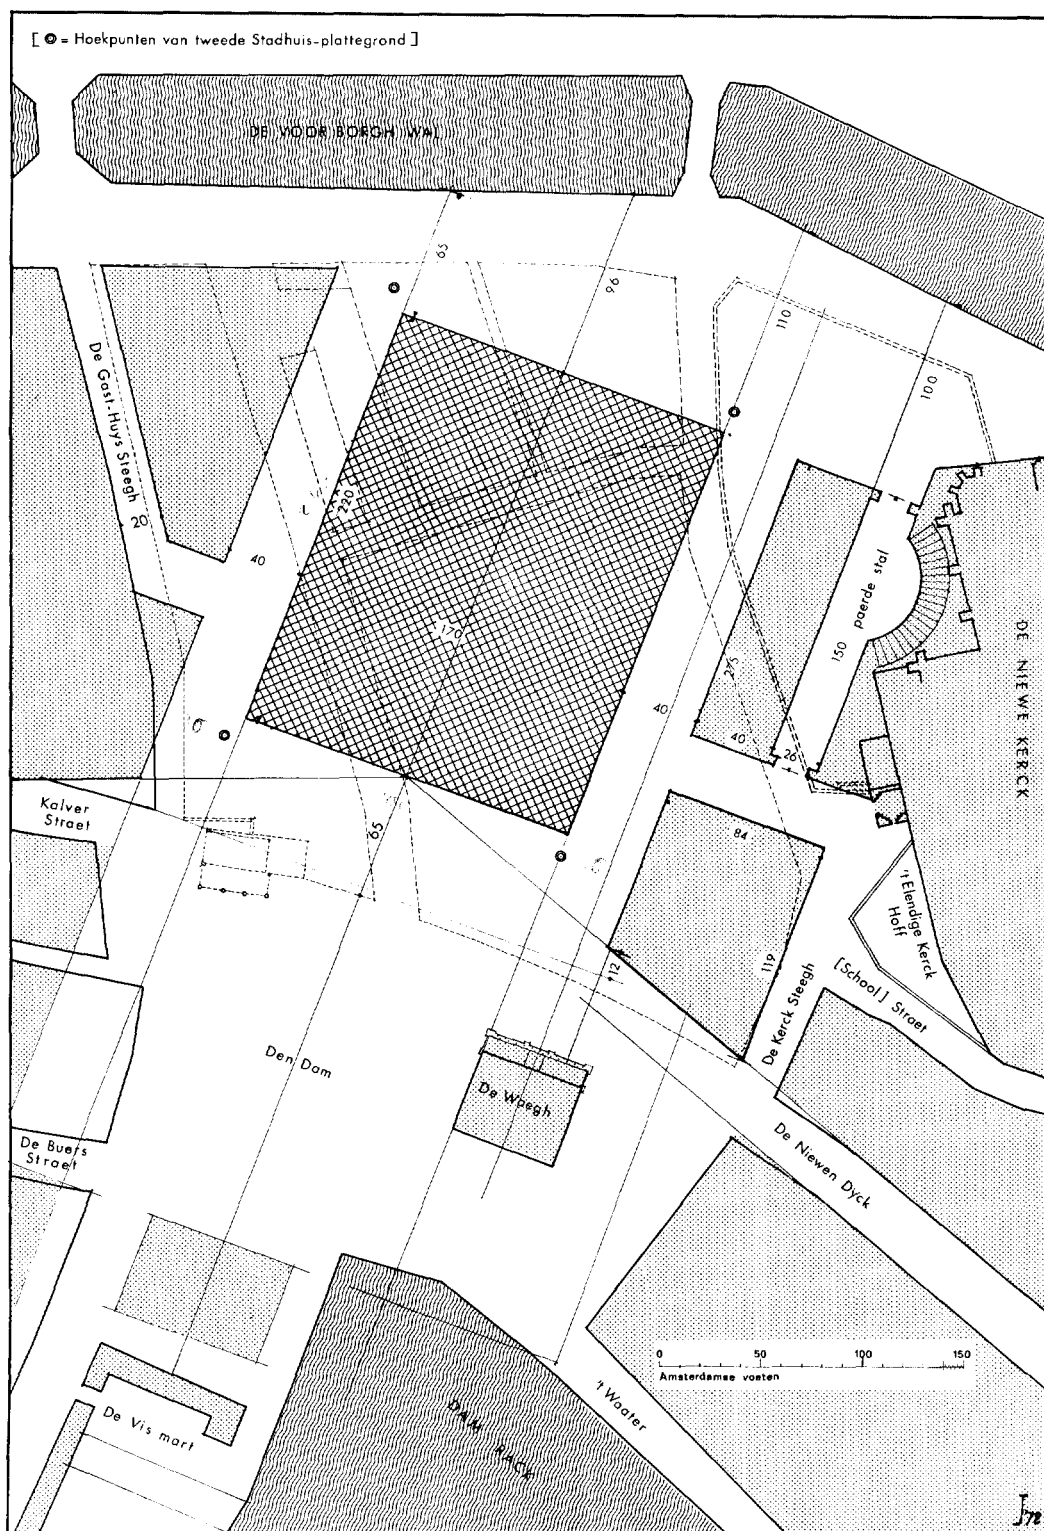 [ ◎ = Hoekpunten van tweede Stadhuis-plattegrond ]
DE VOOR BORGH WAL
65
96
110
100
De Gast-Huys Steegh
20
40
220
170
paerde stal
150
275
40
40
26
DE NIEWE KERCK
Kalver
Straet
65
84
't Elendige Kerck
Hoff
119
12
[School] Straet
De Kerck Steegh
Den Dam
De Waegh
De Buers
Straet
De Niewen Dyck
0 50 100 150
Amsterdamse voeten
't Waater
DAM RACK
De Vis mart